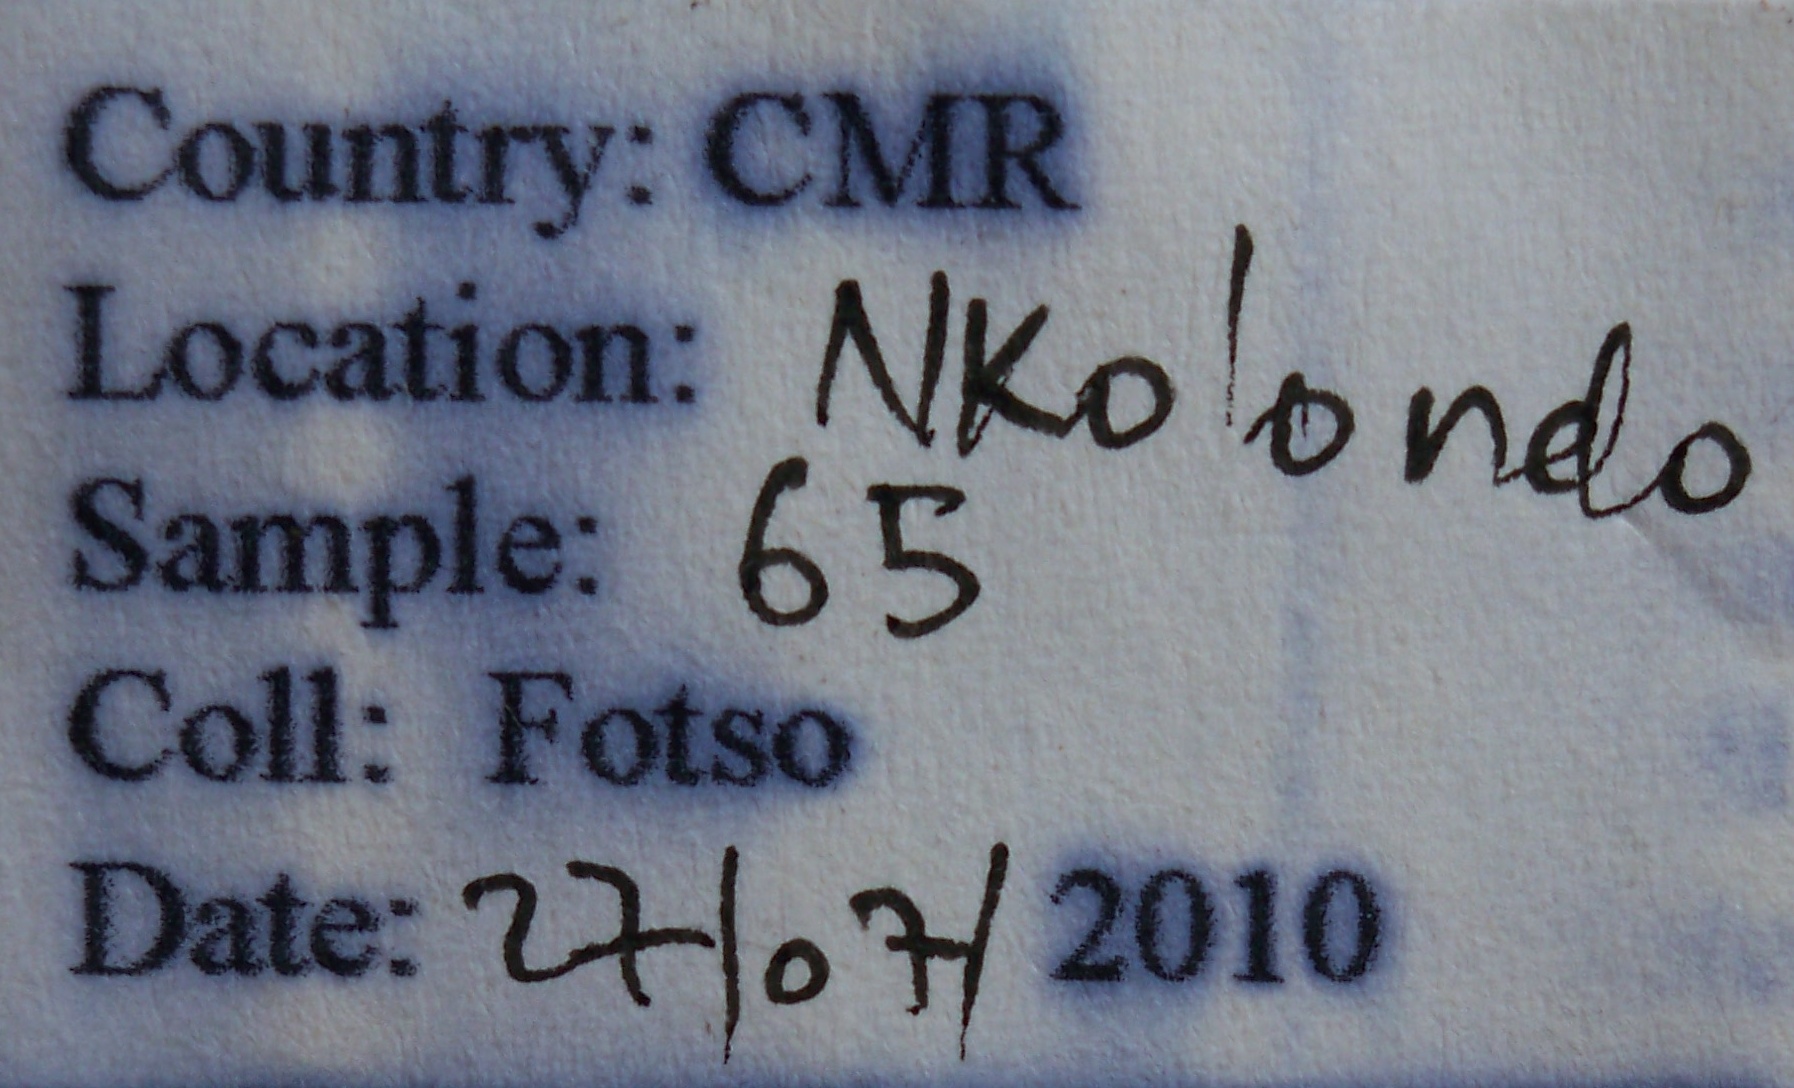 Country: CMR
Location: Nkolondo
Sample: 65
Coll: Fotso
Date: 27/07/2010